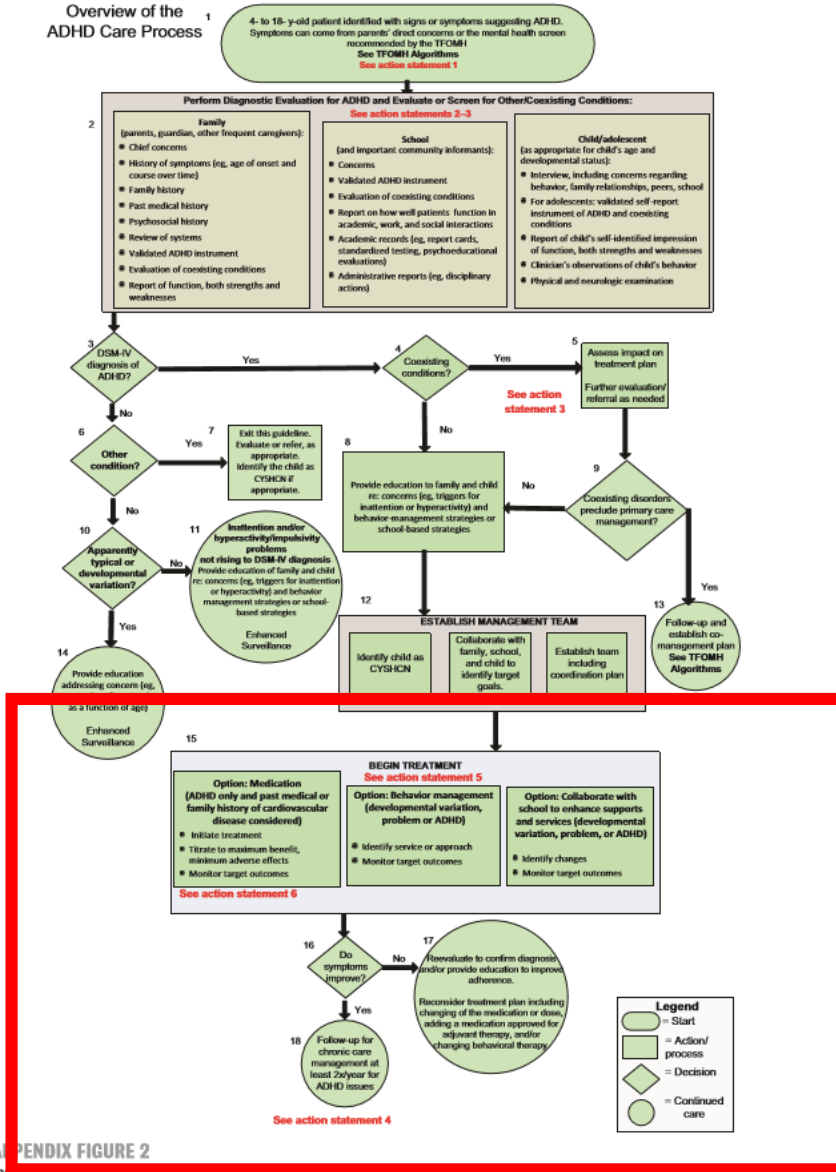 Overview of the
ADHD Care Process
1
4- to 18- y-old patient identified with signs or symptoms suggesting ADHD.
Symptoms can come from parents' direct concerns or the mental health screen
recommended by the TFOMH
See TFOMH Algorithms
See action statement 1
2
Perform Diagnostic Evaluation for ADHD and Evaluate or Screen for Other/Coexisting Conditions:
See action statements 2–3
Family
(parents, guardian, other frequent caregivers):
Chief concerns
History of symptoms (eg, age of onset and
course over time)
Family history
Past medical history
Psychosocial history
Review of systems
Validated ADHD instrument
Evaluation of coexisting conditions
Report of function, both strengths and
weaknesses
School
(and important community informants):
Concerns
Validated ADHD instrument
Evaluation of coexisting conditions
Report on how well patients function in
academic, work, and social interactions
Academic records (eg, report cards,
standardized testing, psychoeducational
evaluations)
Administrative reports (eg, disciplinary
actions)
Child/adolescent
(as appropriate for child's age and
developmental status):
Interview, including concerns regarding
behavior, family relationships, peers, school
For adolescents: validated self-report
instrument of ADHD and coexisting
conditions
Report of child's self-identified impression
of function, both strengths and weaknesses
Clinician's observations of child's behavior
Physical and neurologic examination
3
DSM-IV
diagnosis of
ADHD?
Yes
No
4
Coexisting
conditions?
Yes
No
5
Assess impact on
treatment plan
Further evaluation/
referral as needed
See action
statement 3
6
Other
condition?
Yes
No
7
Exit this guideline.
Evaluate or refer, as
appropriate.
Identify the child as
CYSHCN if
appropriate.
8
Provide education to family and child
re: concerns (eg, triggers for
inattention or hyperactivity) and
behavior-management strategies or
school-based strategies
9
Coexisting disorders
preclude primary care
management?
No
Yes
10
Apparently
typical or
developmental
variation?
No
Yes
11
Inattention and/or
hyperactivity/impulsivity
problems
not rising to DSM-IV diagnosis
Provide education of family and child
re: concerns (eg, triggers for inattention
or hyperactivity) and behavior
management strategies or school-
based strategies
Enhanced
Surveillance
12
ESTABLISH MANAGEMENT TEAM
Identify child as
CYSHCN
Collaborate with
family, school,
and child to
identify target
goals.
Establish team
including
coordination plan
13
Follow-up and
establish co-
management plan
See TFOMH
Algorithms
14
Provide education
addressing concern (eg,
as a function of age)
Enhanced
Surveillance
15
BEGIN TREATMENT
See action statement 5
Option: Medication
(ADHD only and past medical or
family history of cardiovascular
disease considered)
Initiate treatment
Titrate to maximum benefit,
minimum adverse effects
Monitor target outcomes
See action statement 6
Option: Behavior management
(developmental variation,
problem or ADHD)
Identify service or approach
Monitor target outcomes
Option: Collaborate with
school to enhance supports
and services (developmental
variation, problem, or ADHD)
Identify changes
Monitor target outcomes
16
Do
symptoms
improve?
No
Yes
17
Reevaluate to confirm diagnosis
and/or provide education to improve
adherence.
Reconsider treatment plan including
changing of the medication or dose,
adding a medication approved for
adjuvant therapy, and/or
changing behavioral therapy.
18
Follow-up for
chronic care
management at
least 2x/year for
ADHD issues
See action statement 4
Legend
= Start
= Action/
process
= Decision
= Continued
care
PENDIX FIGURE 2